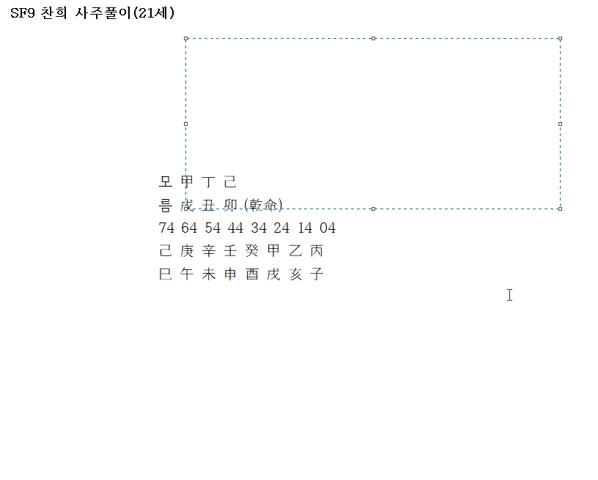 SF9 찬희 사주풀이(21세)
모 甲 丁 己
름 戌 丑 卯 (乾命)
74 64 54 44 34 24 14 04
己 庚 辛 壬 癸 甲 乙 丙
巳 午 未 申 酉 戌 亥 子